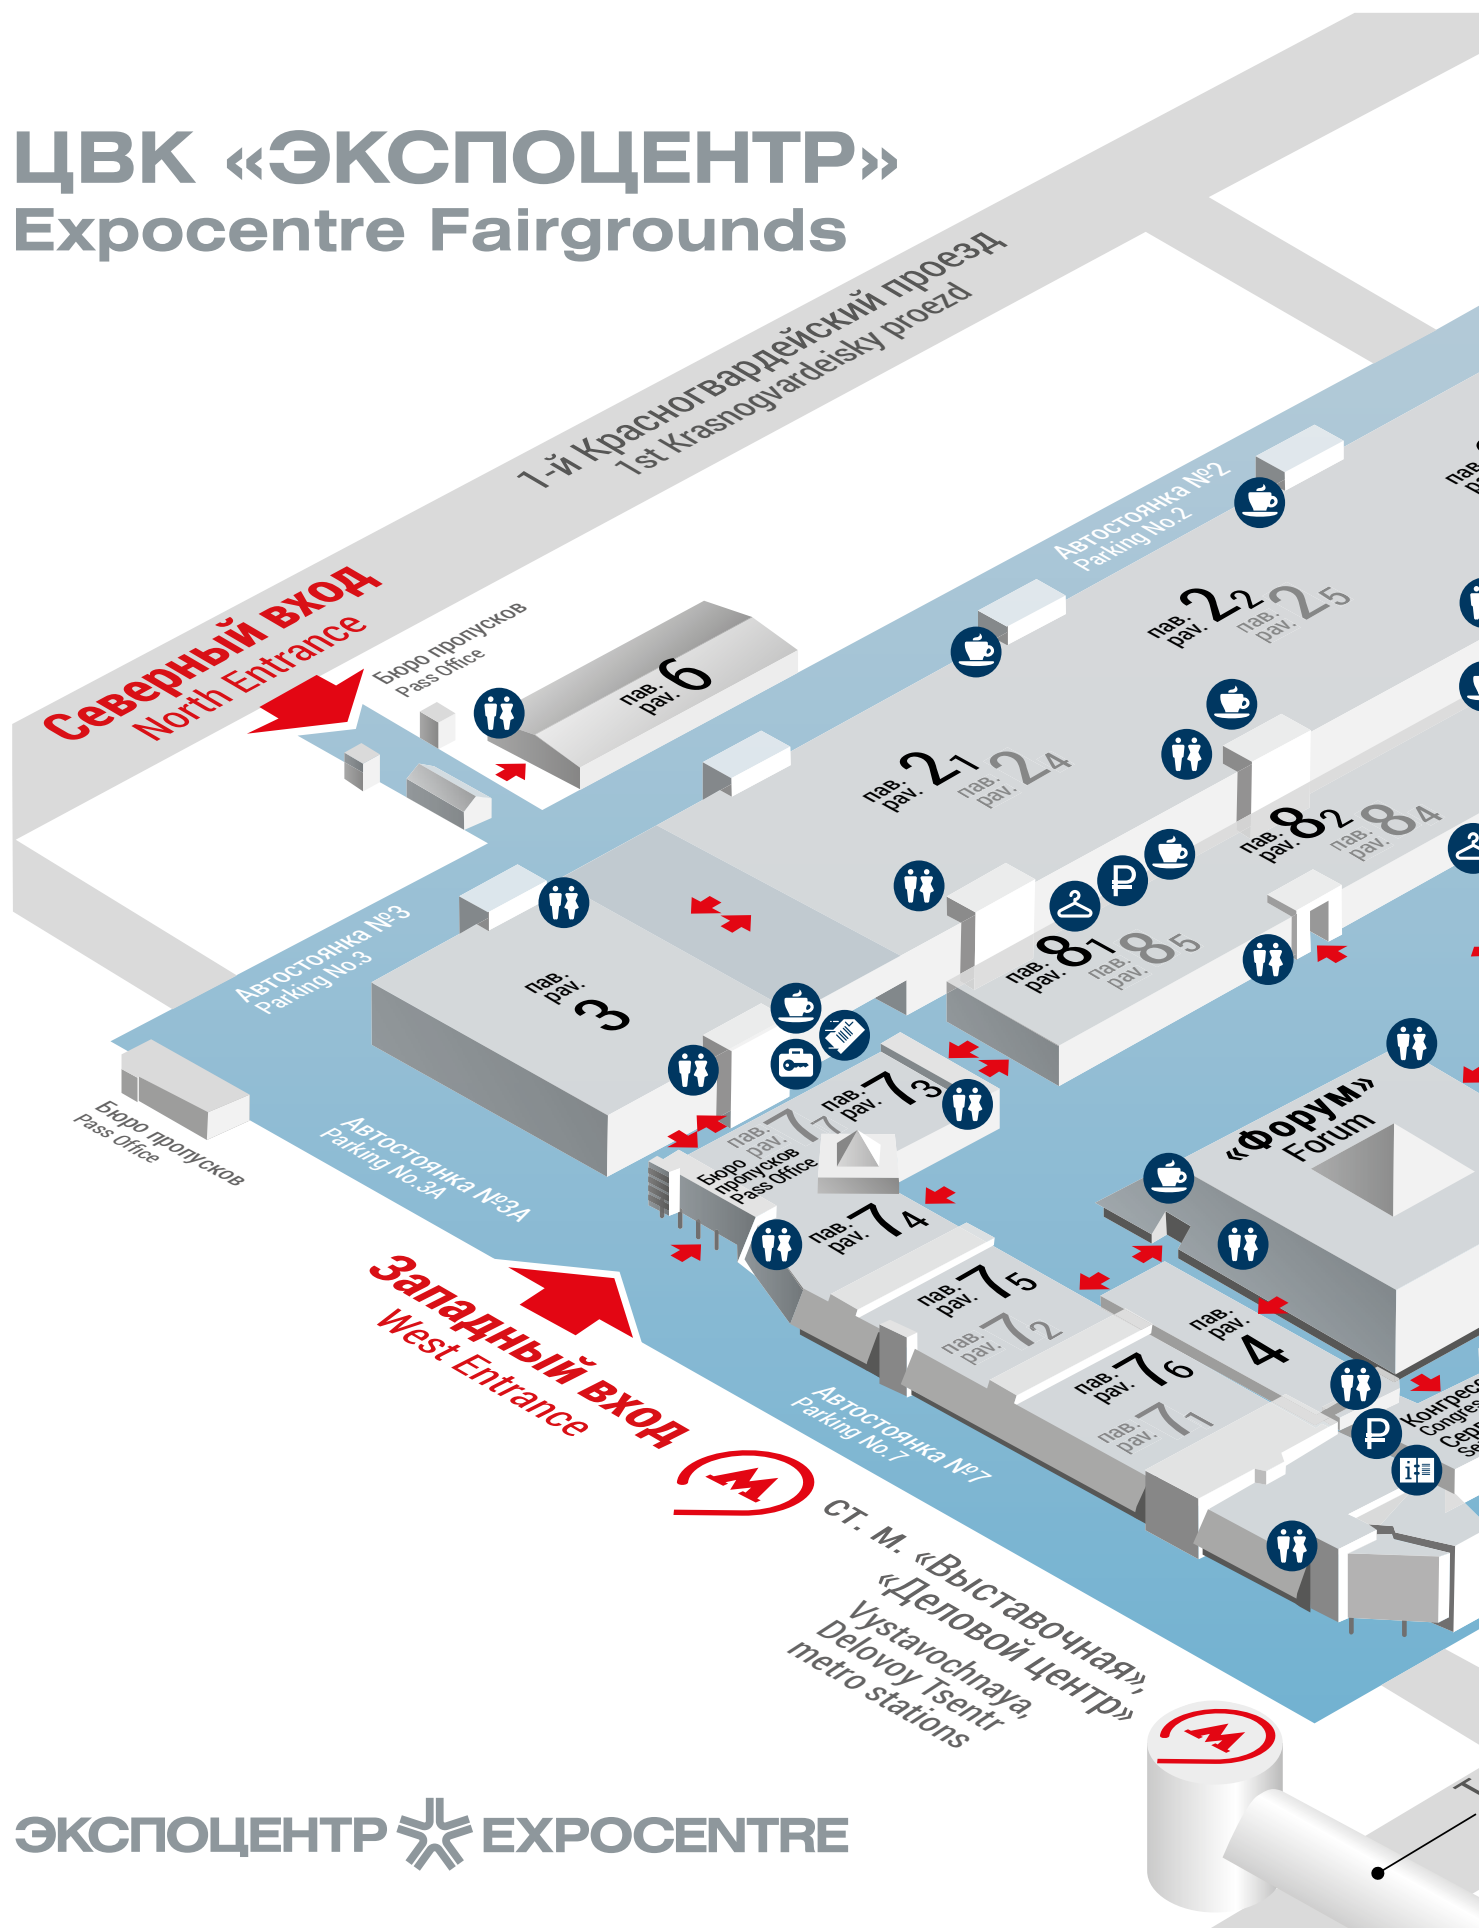 ЦВК «ЭКСПОЦЕНТР»
Expocentre Fairgrounds
1-й Красногвардейский проезд
1st Krasnogvardeisky proezd
Автостоянка №2
Parking No.2
пав.
pav. 2 2
пав.
pav. 2 5
Северный вход
North Entrance
Бюро пропусков
Pass Office
пав.
pav. 6
пав.
pav. 2 1
пав.
pav. 2 4
пав.
pav. 8 2
пав.
pav. 8 4
Автостоянка №3
Parking No.3
пав.
pav.
3
пав.
pav. 8 1
пав.
pav. 8 5
Бюро пропусков
Pass Office
Автостоянка №3А
Parking No.3A
пав.
pav. 7 3
пав.
pav. 7 7
Бюро
пропусков
Pass Office
«Форум»
Forum
пав.
pav. 7 4
пав.
pav. 7 5
пав.
pav. 7 2
пав.
pav.
4
пав.
pav. 7 6
пав.
pav. 7 1
Западный вход
West Entrance
Автостоянка №7
Parking No.7
ст. м. «Выставочная»,
«Деловой центр»
Vystavochnaya,
Delovoy Tsentr
metro stations
ЭКСПОЦЕНТР EXPOCENTRE